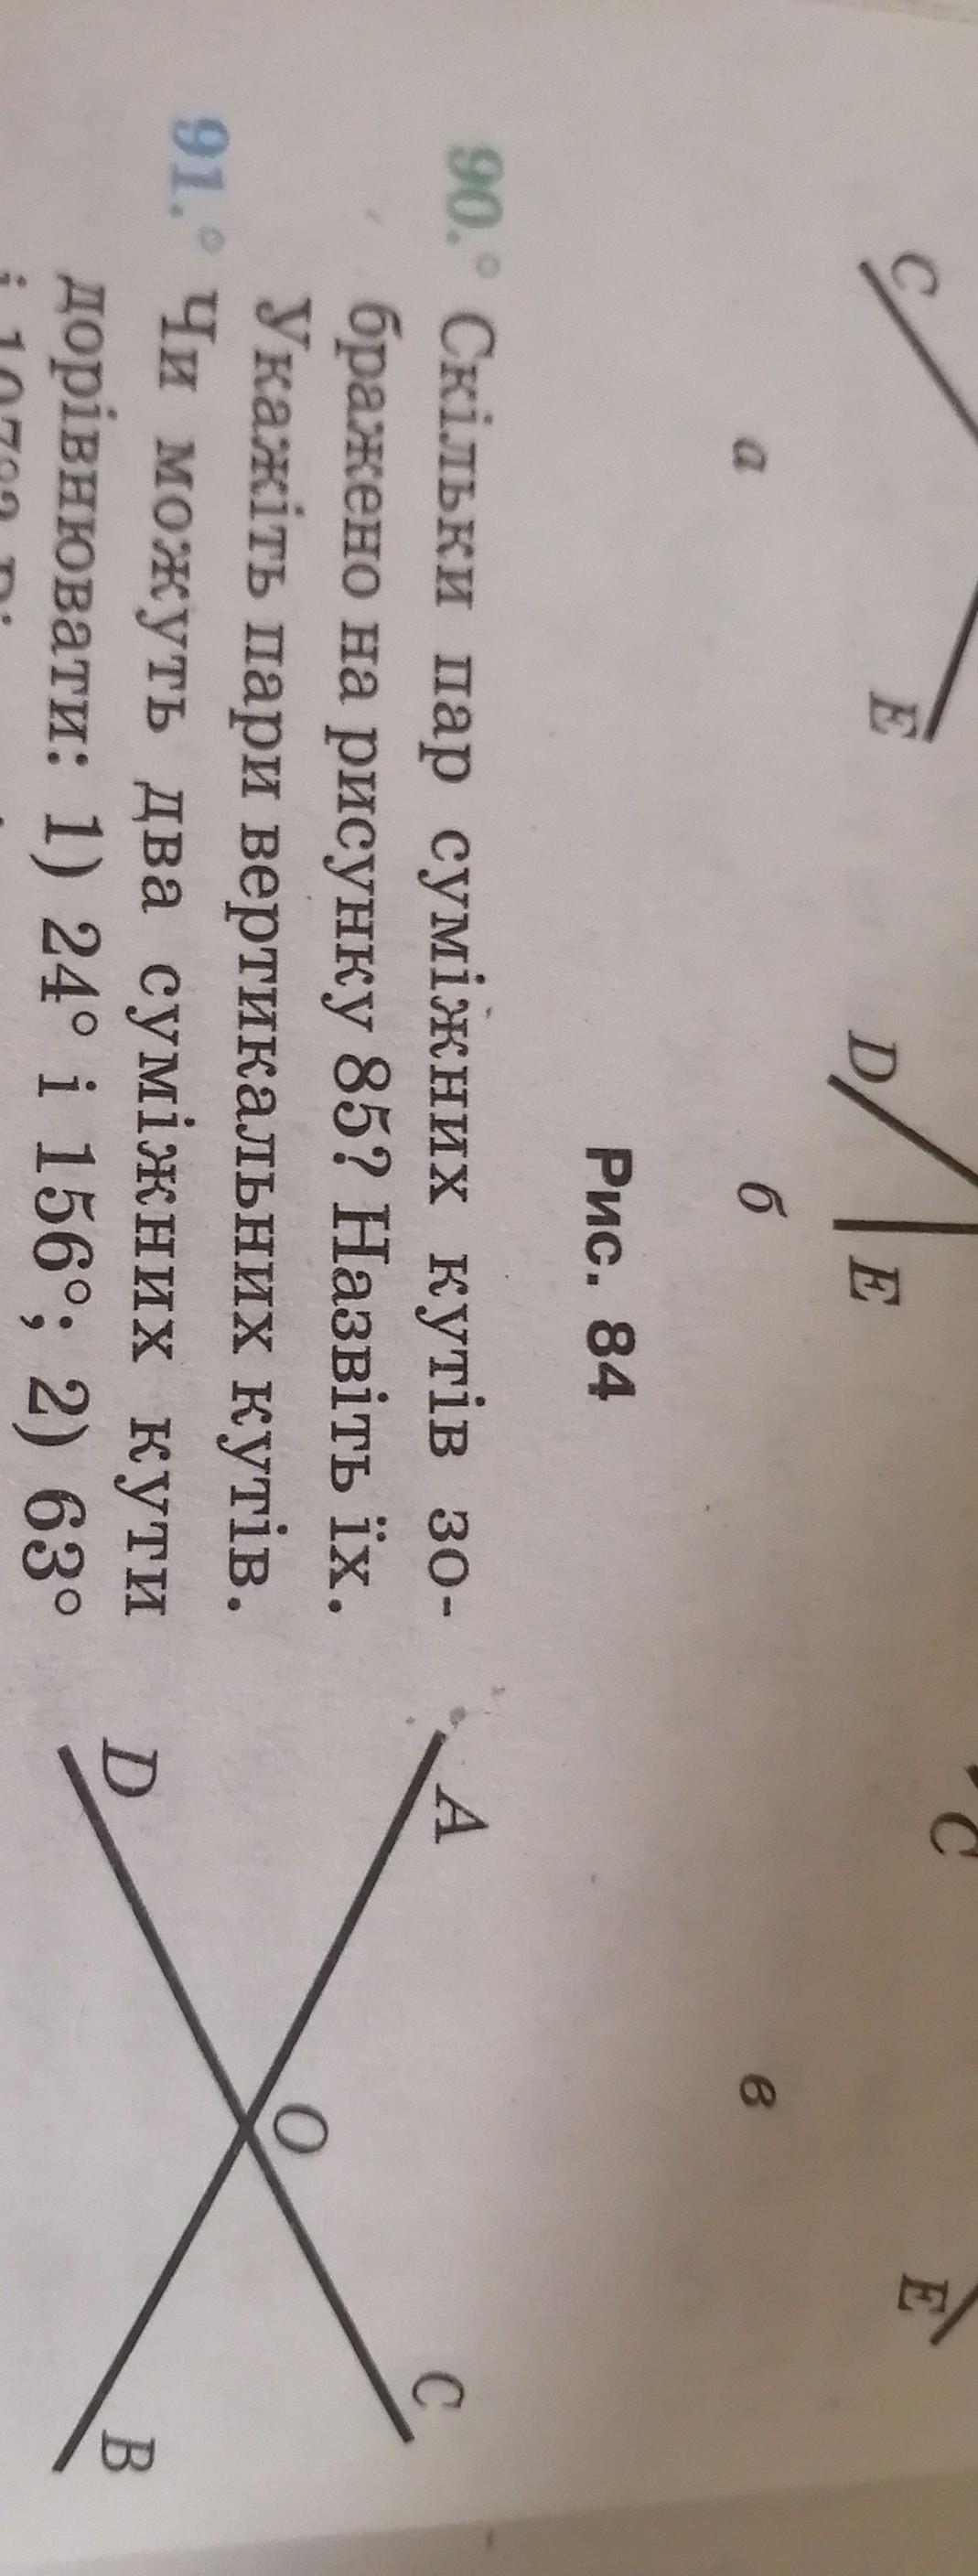 C
E
D
E
C
E
а
б
в
Рис. 84
90.° Скільки пар суміжних кутів зо-
бражено на рисунку 85? Назвіть їх.
Укажіть пари вертикальних кутів.
91.° Чи можуть два суміжних кути
дорівнювати: 1) 24° і 156°; 2) 63°
і 107°?
A
C
O
D
B